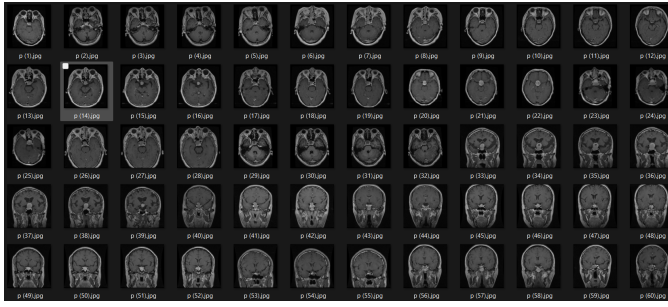 p (1).jpg p (2).jpg p (3).jpg p (4).jpg p (5).jpg p (6).jpg p (7).jpg p (8).jpg p (9).jpg p (10).jpg p (11).jpg p (12).jpg
p (13).jpg p (14).jpg p (15).jpg p (16).jpg p (17).jpg p (18).jpg p (19).jpg p (20).jpg p (21).jpg p (22).jpg p (23).jpg p (24).jpg
p (25).jpg p (26).jpg p (27).jpg p (28).jpg p (29).jpg p (30).jpg p (31).jpg p (32).jpg p (33).jpg p (34).jpg p (35).jpg p (36).jpg
p (37).jpg p (38).jpg p (39).jpg p (40).jpg p (41).jpg p (42).jpg p (43).jpg p (44).jpg p (45).jpg p (46).jpg p (47).jpg p (48).jpg
p (49).jpg p (50).jpg p (51).jpg p (52).jpg p (53).jpg p (54).jpg p (55).jpg p (56).jpg p (57).jpg p (58).jpg p (59).jpg p (60).jpg